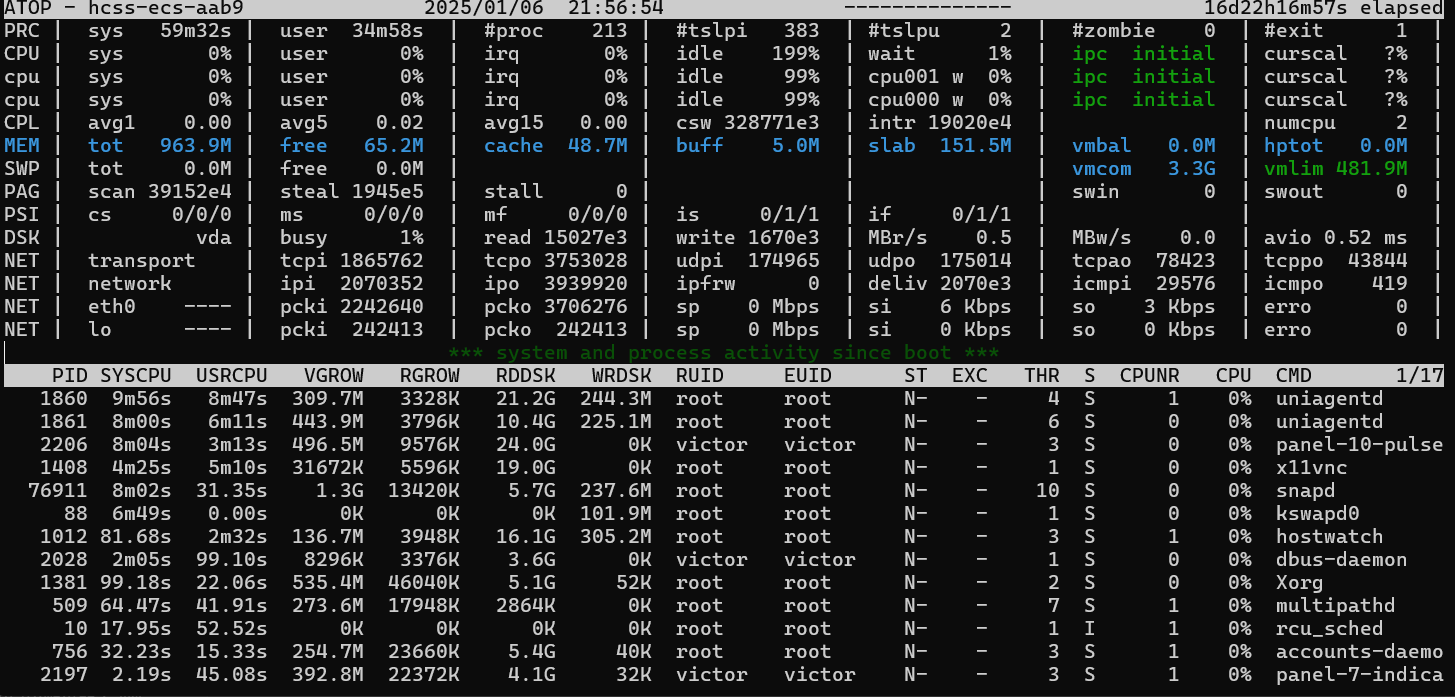 ATOP - hcss-ecs-aab9 2025/01/06 21:56:54 -------------- 16d22h16m57s elapsed
PRC | sys 59m32s | user 34m58s | #proc 213 | #tslpi 383 | #tslpu 2 | #zombie 0 | #exit 1 |
CPU | sys 0% | user 0% | irq 0% | idle 199% | wait 1% | ipc initial | curscal ?% |
cpu | sys 0% | user 0% | irq 0% | idle 99% | cpu001 w 0% | ipc initial | curscal ?% |
cpu | sys 0% | user 0% | irq 0% | idle 99% | cpu000 w 0% | ipc initial | curscal ?% |
CPL | avg1 0.00 | avg5 0.02 | avg15 0.00 | csw 328771e3 | intr 19020e4 | | numcpu 2 |
MEM | tot 963.9M | free 65.2M | cache 48.7M | buff 5.0M | slab 151.5M | vmbal 0.0M | hptot 0.0M |
SWP | tot 0.0M | free 0.0M | | | | vmcom 3.3G | vmlim 481.9M |
PAG | scan 39152e4 | steal 1945e5 | stall 0 | | | swin 0 | swout 0 |
PSI | cs 0/0/0 | ms 0/0/0 | mf 0/0/0 | is 0/1/1 | if 0/1/1 | | |
DSK | vda | busy 1% | read 15027e3 | write 1670e3 | MBr/s 0.5 | MBw/s 0.0 | avio 0.52 ms |
NET | transport | tcpi 1865762 | tcpo 3753028 | udpi 174965 | udpo 175014 | tcpao 78423 | tcppo 43844 |
NET | network | ipi 2070352 | ipo 3939920 | ipfrw 0 | deliv 2070e3 | icmpi 29576 | icmpo 419 |
NET | eth0 ---- | pcki 2242640 | pcko 3706276 | sp 0 Mbps | si 6 Kbps | so 3 Kbps | erro 0 |
NET | lo ---- | pcki 242413 | pcko 242413 | sp 0 Mbps | si 0 Kbps | so 0 Kbps | erro 0 |
*** system and process activity since boot ***
PID SYSCPU USRCPU VGROW RGROW RDDSK WRDSK RUID EUID ST EXC THR S CPUNR CPU CMD 1/17
1860 9m56s 8m47s 309.7M 3328K 21.2G 244.3M root root N- - 4 S 1 0% uniagentd
1861 8m00s 6m11s 443.9M 3796K 10.4G 225.1M root root N- - 6 S 1 0% uniagentd
2206 8m04s 3m13s 496.5M 9576K 24.0G 0K victor victor N- - 3 S 0 0% panel-10-pulse
1408 4m25s 5m10s 31672K 5596K 19.0G 0K root root N- - 1 S 0 0% x11vnc
76911 8m02s 31.35s 1.3G 13420K 5.7G 237.6M root root N- - 10 S 0 0% snapd
88 6m49s 0.00s 0K 0K 0K 101.9M root root N- - 1 S 0 0% kswapd0
1012 81.68s 2m32s 136.7M 3948K 16.1G 305.2M root root N- - 3 S 1 0% hostwatch
2028 2m05s 99.10s 8296K 3376K 3.6G 0K victor victor N- - 1 S 0 0% dbus-daemon
1381 99.18s 22.06s 535.4M 46040K 5.1G 52K root root N- - 2 S 0 0% Xorg
509 64.47s 41.91s 273.6M 17948K 2864K 0K root root N- - 7 S 1 0% multipathd
10 17.95s 52.52s 0K 0K 0K 0K root root N- - 1 I 1 0% rcu_sched
756 32.23s 15.33s 254.7M 23660K 5.4G 40K root root N- - 3 S 1 0% accounts-daemo
2197 2.19s 45.08s 392.8M 22372K 4.1G 32K victor victor N- - 3 S 1 0% panel-7-indica